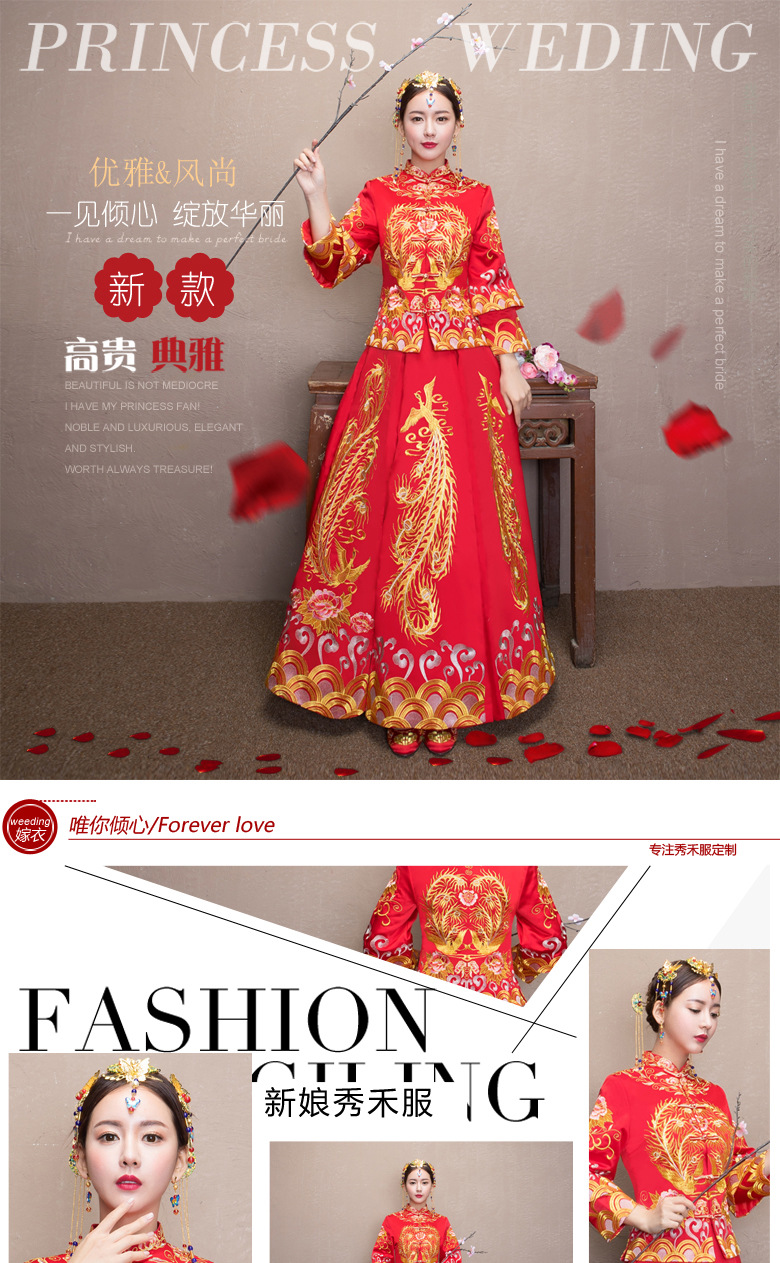 PRINCESS WEDING
优雅&风尚
一见倾心 绽放华丽
I have a dream to make a perfect bride
新 款
高贵 典雅
BEAUTIFUL IS NOT MEDIOCRE
I HAVE MY PRINCESS FAN!
NOBLE AND LUXURIOUS, ELEGANT
AND STYLISH.
WORTH ALWAYS TREASURE!
I have a dream to make a perfect bride
weeding
嫁衣
唯你倾心/Forever love
专注秀禾服定制
FASHION
新娘秀禾服